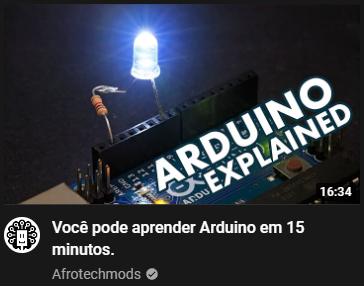 ARDUINO
EXPLAINED
16:34
Você pode aprender Arduino em 15
minutos.
Afrotechmods